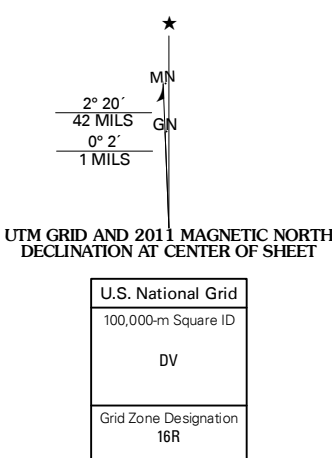 ★
MN
GN
2° 20´
42 MILS
0° 2´
1 MILS
UTM GRID AND 2011 MAGNETIC NORTH
DECLINATION AT CENTER OF SHEET
U.S. National Grid
100,000-m Square ID
DV
Grid Zone Designation
16R